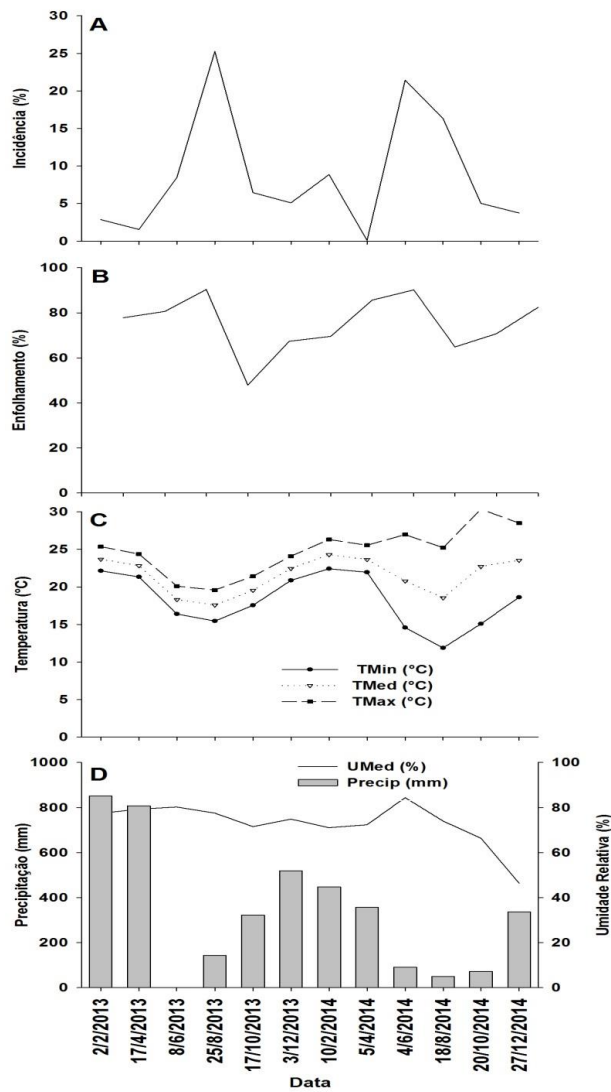 A
30
25
20
15
10
5
0
Incidência (%)
B
100
80
60
40
20
0
Enfolhamento (%)
C
30
25
20
15
10
5
0
Temperatura (°C)
TMin (°C)
TMed (°C)
TMax (°C)
D
1000
800
600
400
200
0
Precipitação (mm)
UMed (%)
Precip (mm)
100
80
60
40
20
0
Umidade Relativa (%)
2/2/2013
17/4/2013
8/6/2013
25/8/2013
17/10/2013
3/12/2013
10/2/2014
5/4/2014
4/6/2014
18/8/2014
20/10/2014
27/12/2014
Data